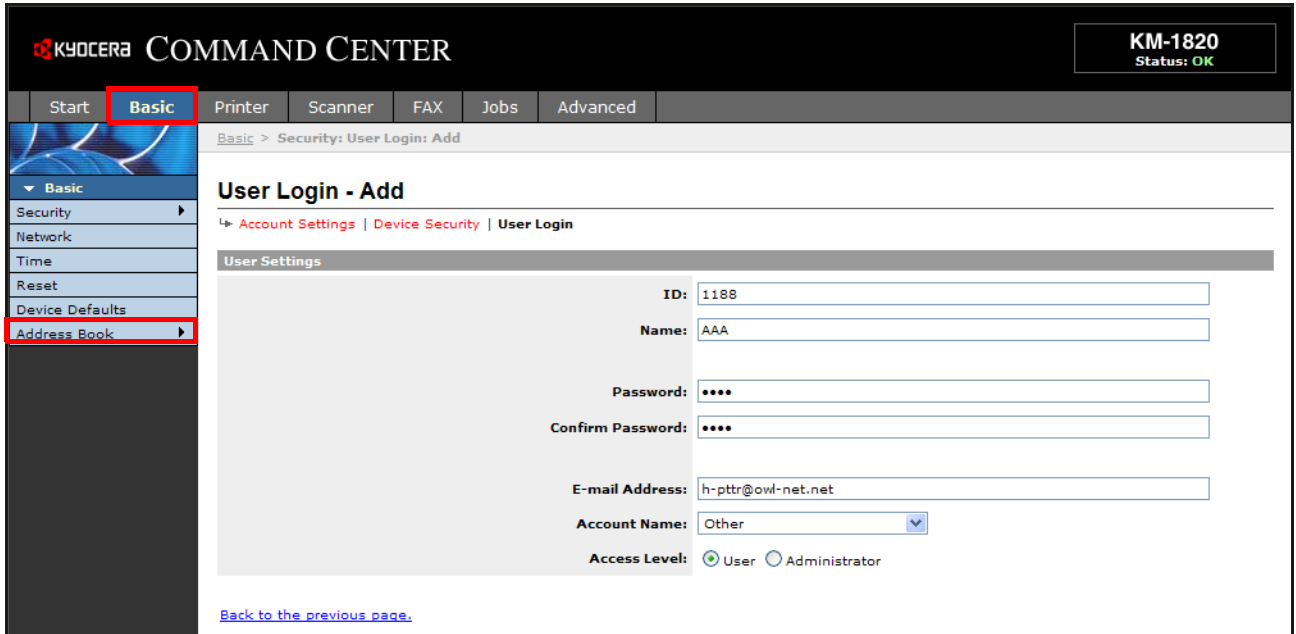 KYOCERA COMMAND CENTER
KM-1820
Status: OK
Start Basic Printer Scanner FAX Jobs Advanced
Basic > Security: User Login: Add
Basic
Security
Network
Time
Reset
Device Defaults
Address Book
User Login - Add
Account Settings | Device Security | User Login
User Settings
ID: 1188
Name: AAA
Password: ••••
Confirm Password: ••••
E-mail Address: h-pttr@owl-net.net
Account Name: Other
Access Level: User Administrator
Back to the previous page.